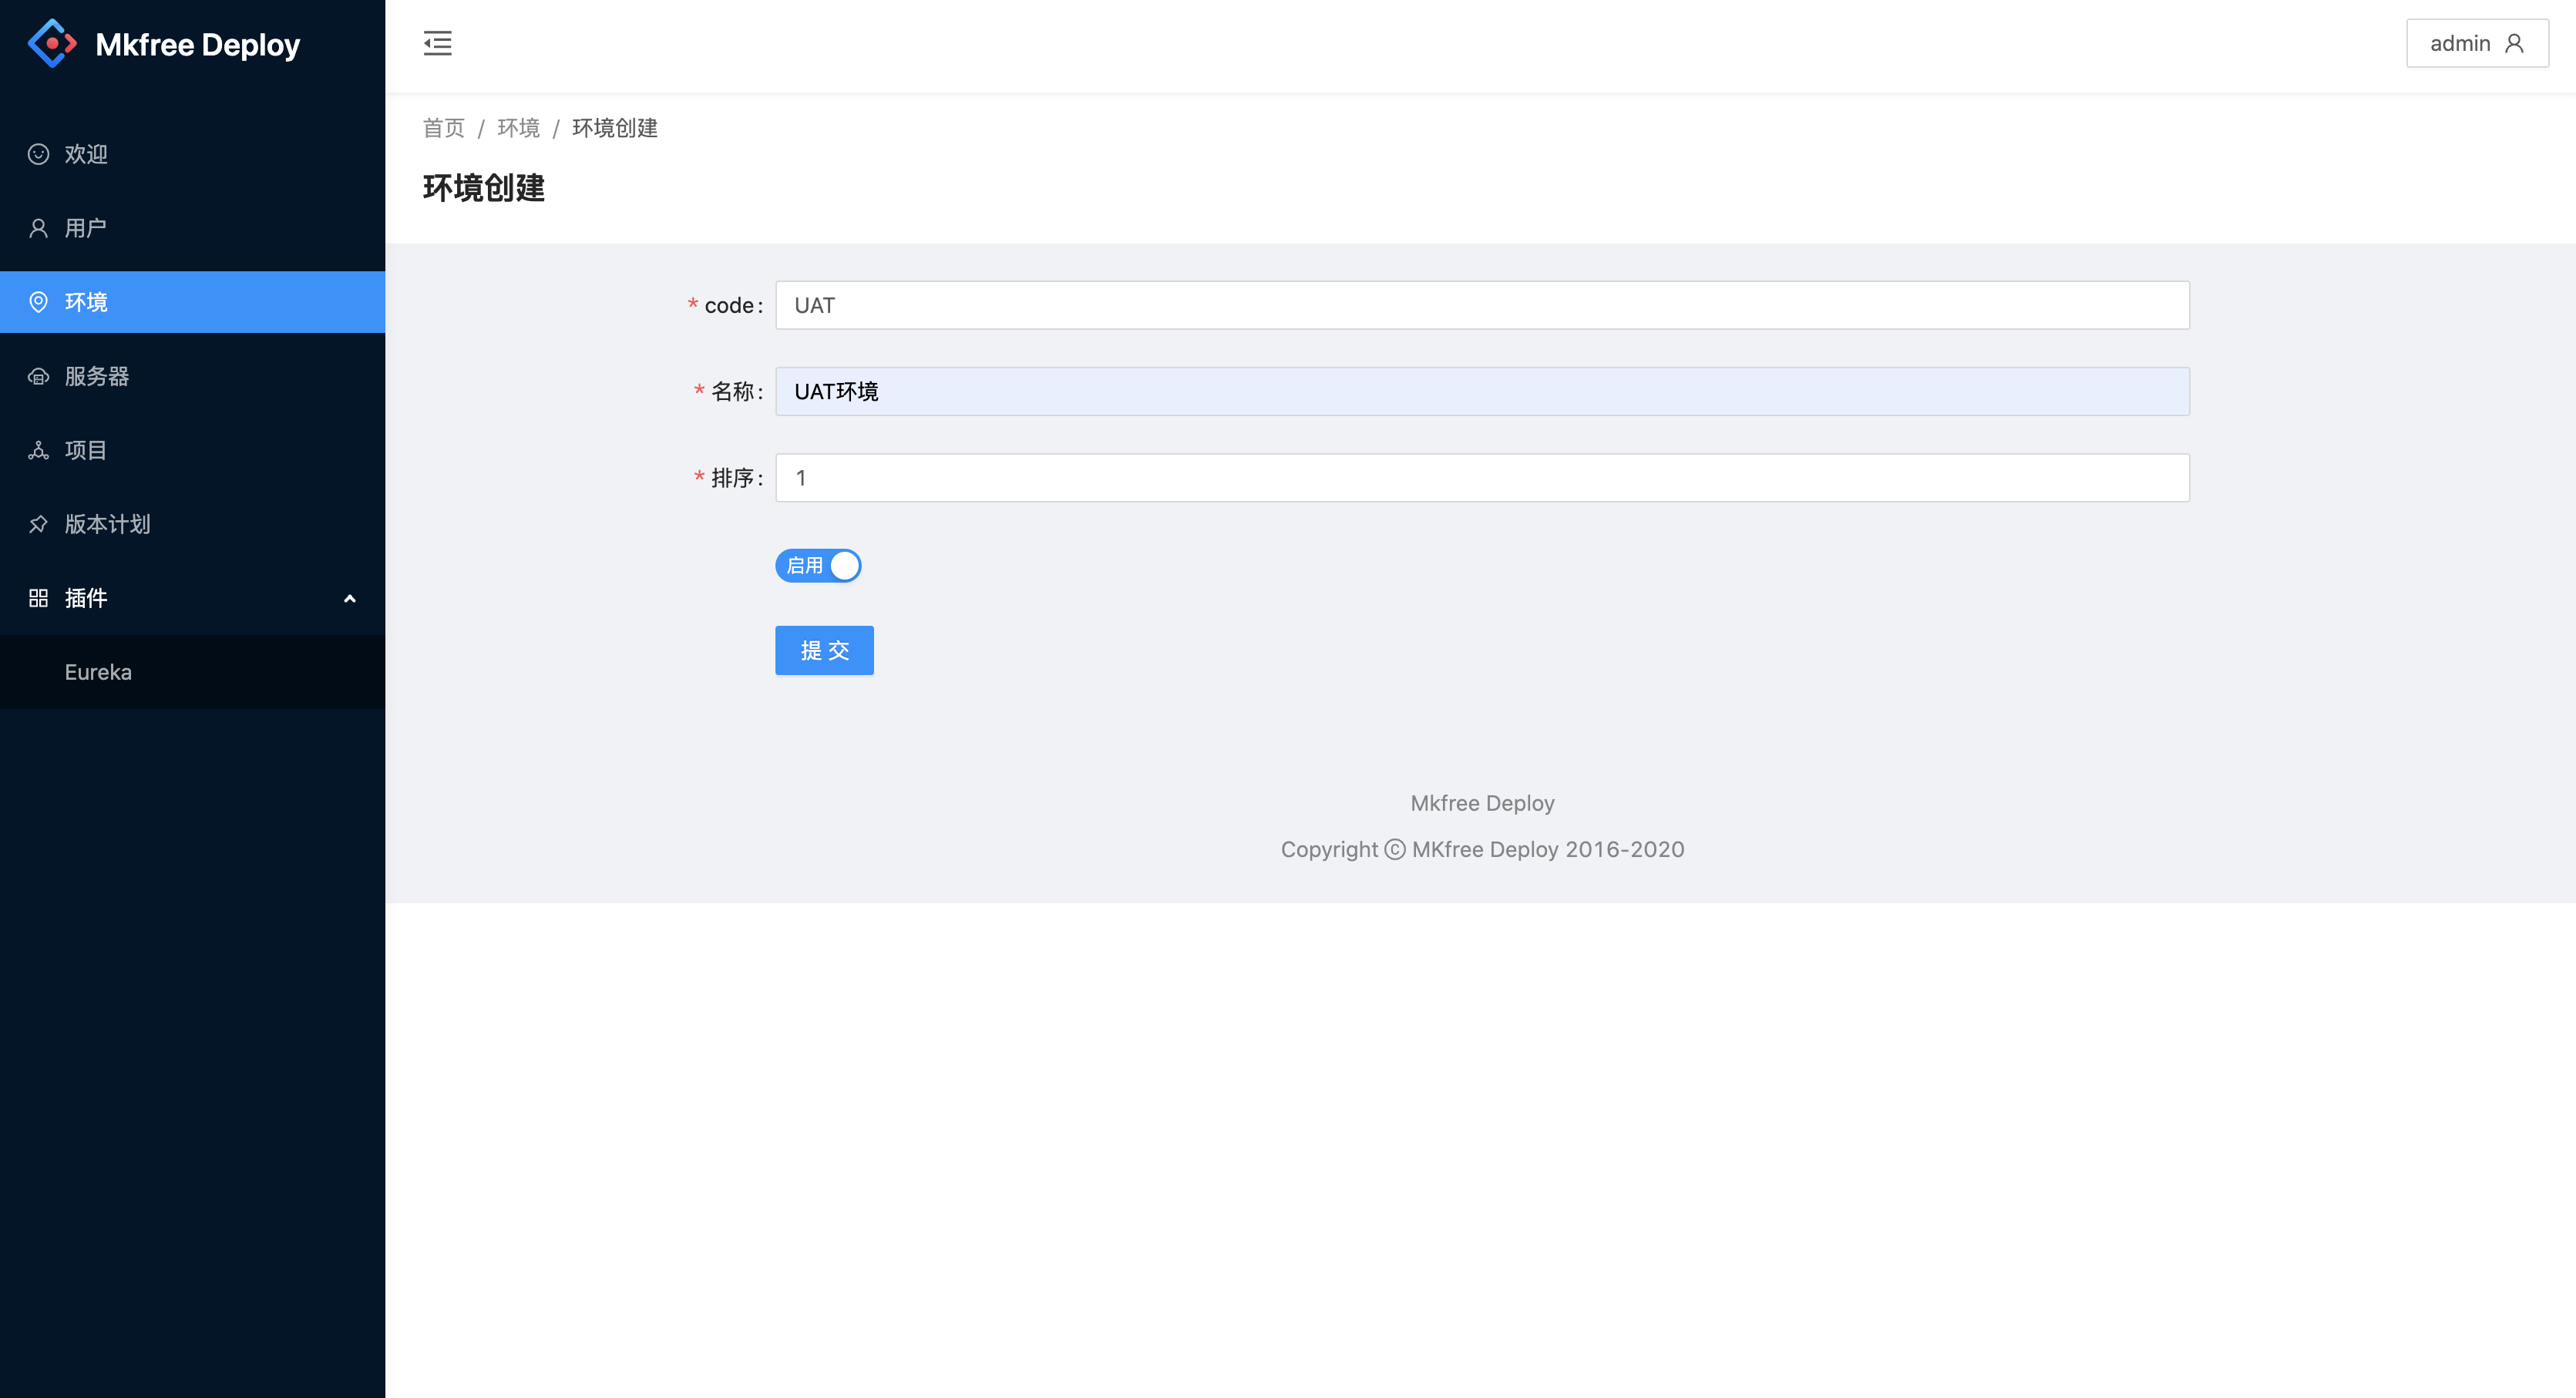 Mkfree Deploy
admin
欢迎
用户
环境
服务器
项目
版本计划
插件
Eureka
首页 / 环境 / 环境创建
环境创建
* code: UAT
* 名称: UAT环境
* 排序: 1
启用
提 交
Mkfree Deploy
Copyright © MKfree Deploy 2016-2020